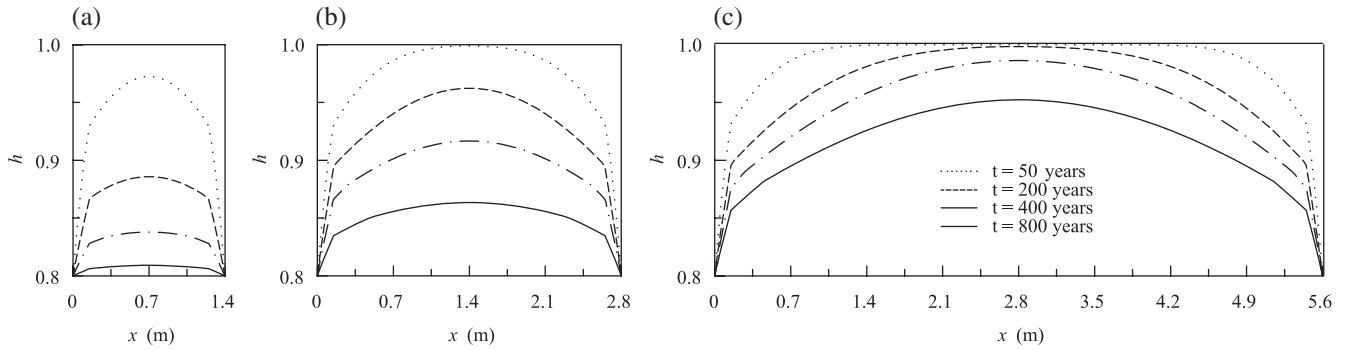 (a)
1.0
0.9
0.8
h
0 0.7 1.4
x (m)
(b)
1.0
0.9
0.8
h
0 0.7 1.4 2.1 2.8
x (m)
(c)
1.0
0.9
0.8
h
t = 50 years
t = 200 years
t = 400 years
t = 800 years
0 0.7 1.4 2.1 2.8 3.5 4.2 4.9 5.6
x (m)